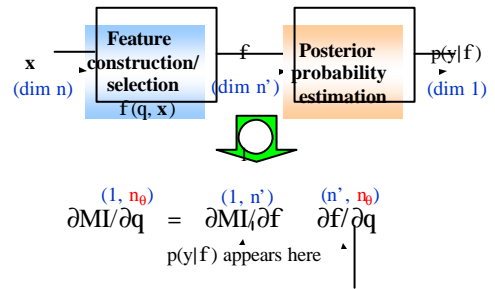 Feature
construction/
selection
f(q, x)
x
(dim n)
f
(dim n')
Posterior
probability
estimation
p(y|f)
(dim 1)
(1, nθ) (1, n') (n', nθ)
∂MI/∂q = ∂MI/∂f ∂f/∂q
p(y|f) appears here